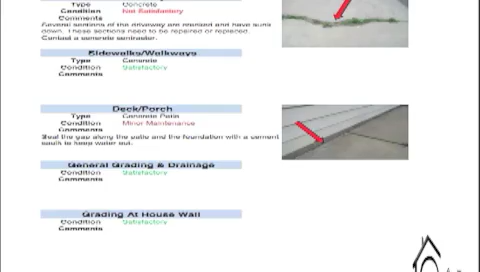 Type Concrete
Condition Not Satisfactory
Comments
Several sections of the driveway are cracked and have sunk
down. These sections need to be repaired or replaced.
Contact a concrete contractor.
Sidewalks/Walkways
Type Concrete
Condition Satisfactory
Comments
Deck/Porch
Type Concrete Patio
Condition Minor Maintenance
Comments
Seal the gap along the patio and the foundation with a cement
caulk to keep water out.
General Grading & Drainage
Condition Satisfactory
Comments
Grading At House Wall
Condition Satisfactory
Comments